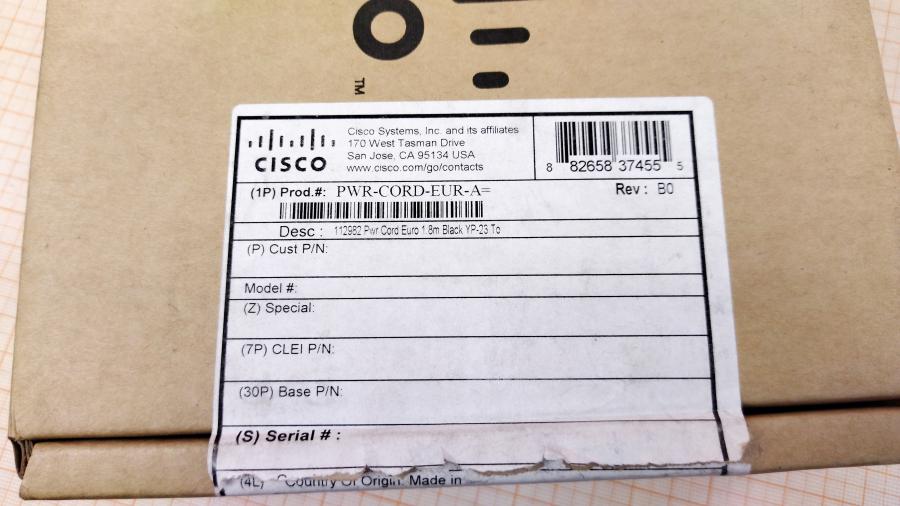 TM
CISCO
Cisco Systems, Inc. and its affiliates
170 West Tasman Drive
San Jose, CA 95134 USA
www.cisco.com/go/contacts
8 82658 37455 5
(1P) Prod.#: PWR-CORD-EUR-A=
Rev : B0
Desc : 112982 Pwr Cord Euro 1.8m Black YP-23 To
(P) Cust P/N:
Model #:
(Z) Special:
(7P) CLEI P/N:
(30P) Base P/N:
(S) Serial # :
(4L) Country Of Origin: Made in